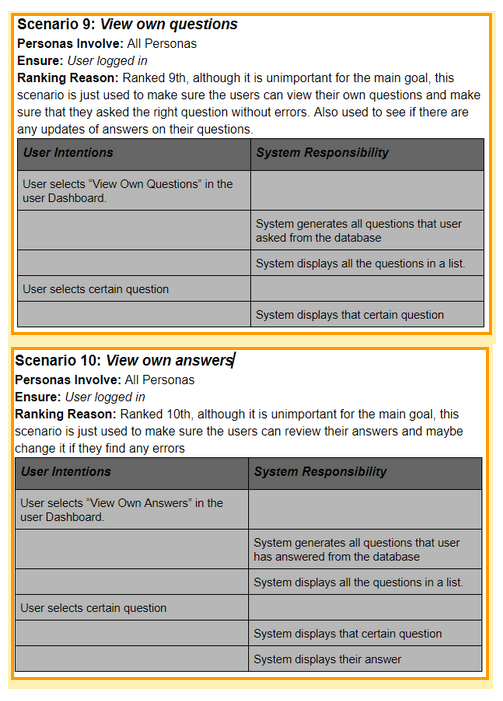 Scenario 9: View own questions
Personas Involve: All Personas
Ensure: User logged in
Ranking Reason: Ranked 9th, although it is unimportant for the main goal, this
scenario is just used to make sure the users can view their own questions and make
sure that they asked the right question without errors. Also used to see if there are
any updates of answers on their questions.
User Intentions
System Responsibility
User selects “View Own Questions” in the
user Dashboard.
System generates all questions that user
asked from the database
System displays all the questions in a list.
User selects certain question
System displays that certain question
Scenario 10: View own answers
Personas Involve: All Personas
Ensure: User logged in
Ranking Reason: Ranked 10th, although it is unimportant for the main goal, this
scenario is just used to make sure the users can review their answers and maybe
change it if they find any errors
User Intentions
System Responsibility
User selects “View Own Answers” in the
user Dashboard.
System generates all questions that user
has answered from the database
System displays all the questions in a list.
User selects certain question
System displays that certain question
System displays their answer